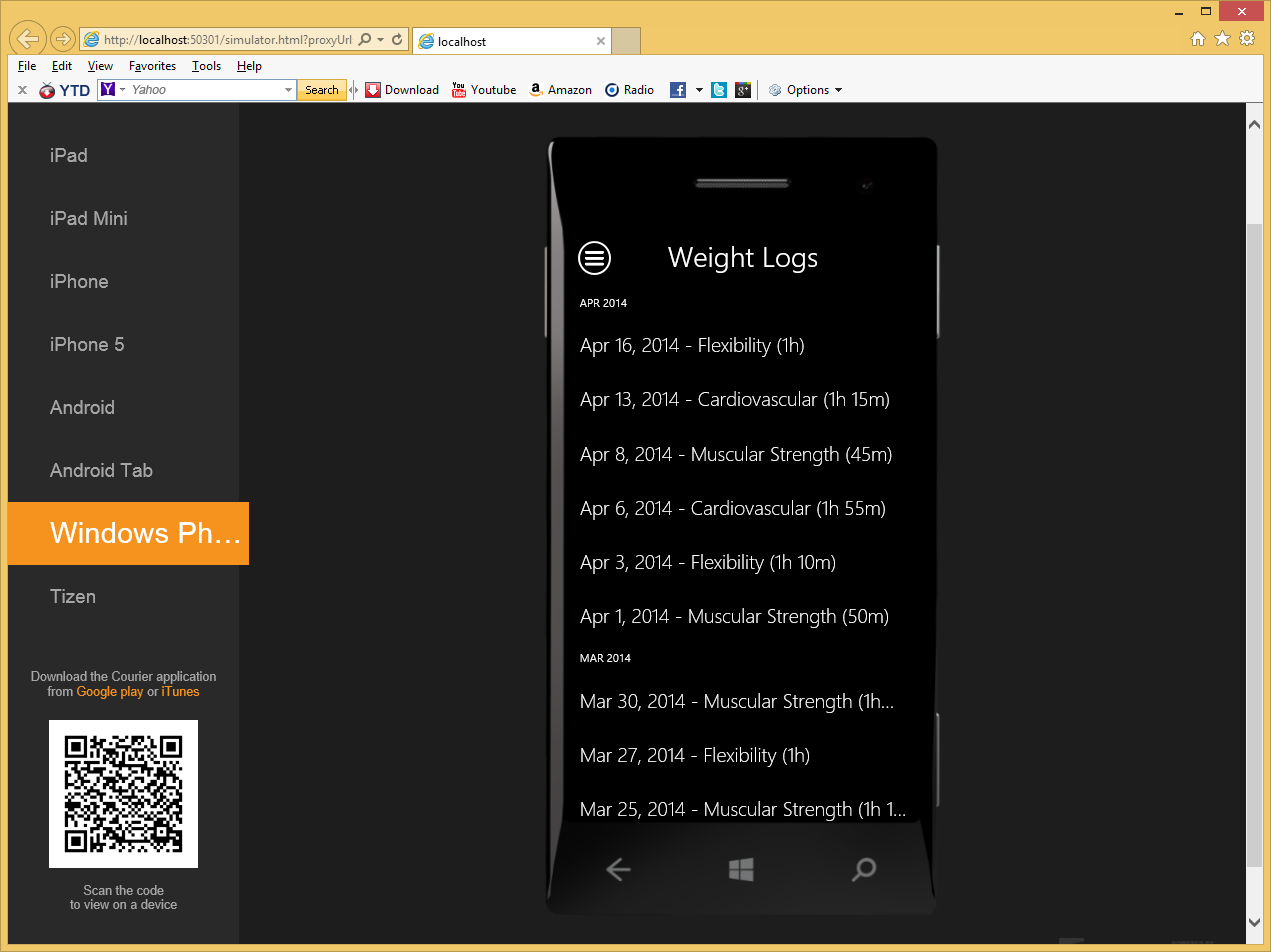 http://localhost:50301/simulator.html?proxyUrl
localhost
File Edit View Favorites Tools Help
YTD Yahoo Search Download Youtube Amazon Radio Options
iPad
iPad Mini
iPhone
iPhone 5
Android
Android Tab
Windows Ph...
Tizen
Download the Courier application
from Google play or iTunes
Scan the code
to view on a device
Weight Logs
APR 2014
Apr 16, 2014 - Flexibility (1h)
Apr 13, 2014 - Cardiovascular (1h 15m)
Apr 8, 2014 - Muscular Strength (45m)
Apr 6, 2014 - Cardiovascular (1h 55m)
Apr 3, 2014 - Flexibility (1h 10m)
Apr 1, 2014 - Muscular Strength (50m)
MAR 2014
Mar 30, 2014 - Muscular Strength (1h...
Mar 27, 2014 - Flexibility (1h)
Mar 25, 2014 - Muscular Strength (1h 1...